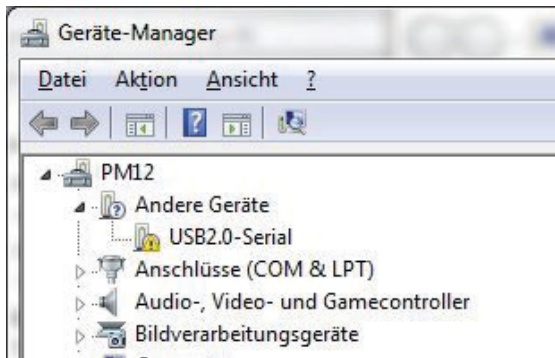 Geräte-Manager
Datei Aktion Ansicht ?
PM12
Andere Geräte
USB2.0-Serial
Anschlüsse (COM & LPT)
Audio-, Video- und Gamecontroller
Bildverarbeitungsgeräte